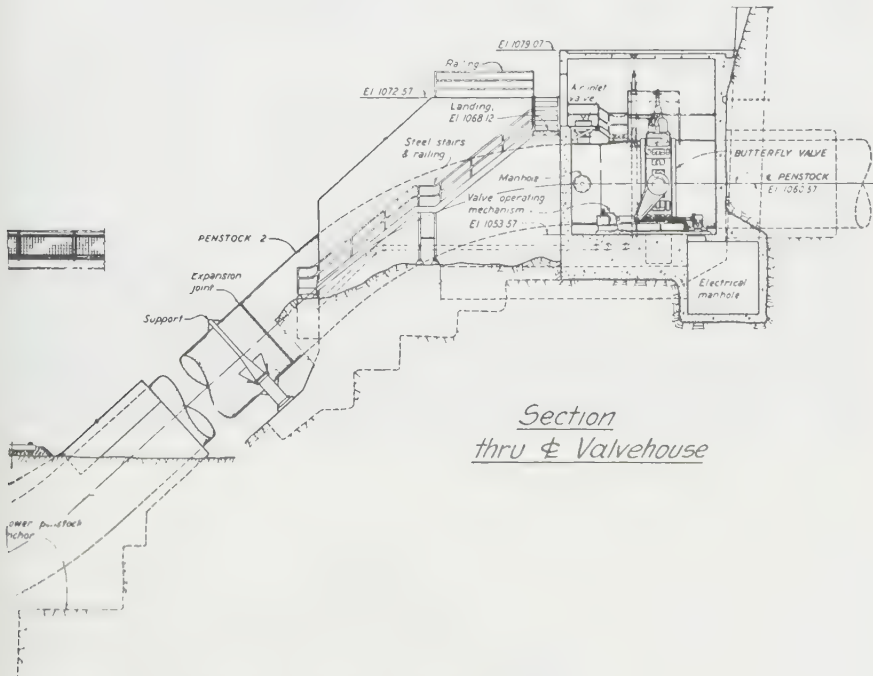 El 1079.07
Railing
El 1072.57
Air inlet
valve
Landing,
El 1068.12
Steel stairs
& railing
BUTTERFLY VALVE
Manhole
℄ PENSTOCK
El 1060.57
Valve operating
mechanism
El 1053.57
PENSTOCK 2
Expansion
joint
Electrical
manhole
Support
Section
thru ℄ Valvehouse
penstock